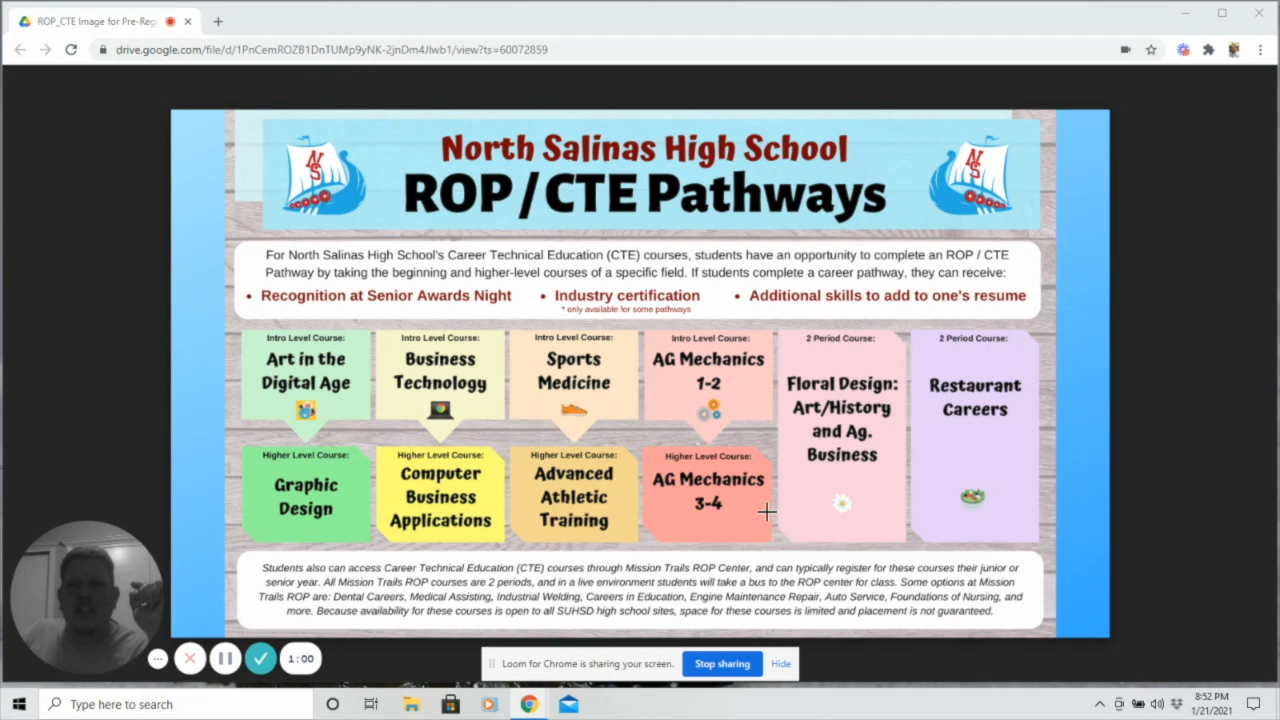 ROP_CTE Image for Pre-Reg
drive.google.com/file/d/1PnCemROZB1DnTUMp9yNK-2jnDm4Jlwb1/view?ts=60072859
North Salinas High School
ROP/CTE Pathways
NS
NS
For North Salinas High School's Career Technical Education (CTE) courses, students have an opportunity to complete an ROP / CTE
Pathway by taking the beginning and higher-level courses of a specific field. If students complete a career pathway, they can receive:
• Recognition at Senior Awards Night
• Industry certification
* only available for some pathways
• Additional skills to add to one's resume
Intro Level Course:
Art in the
Digital Age
Intro Level Course:
Business
Technology
Intro Level Course:
Sports
Medicine
Intro Level Course:
AG Mechanics
1-2
2 Period Course:
Floral Design:
Art/History
and Ag.
Business
2 Period Course:
Restaurant
Careers
Higher Level Course:
Graphic
Design
Higher Level Course:
Computer
Business
Applications
Higher Level Course:
Advanced
Athletic
Training
Higher Level Course:
AG Mechanics
3-4
Students also can access Career Technical Education (CTE) courses through Mission Trails ROP Center, and can typically register for these courses their junior or
senior year. All Mission Trails ROP courses are 2 periods, and in a live environment students will take a bus to the ROP center for class. Some options at Mission
Trails ROP are: Dental Careers, Medical Assisting, Industrial Welding, Careers in Education, Engine Maintenance Repair, Auto Service, Foundations of Nursing, and
more. Because availability for these courses is open to all SUHSD high school sites, space for these courses is limited and placement is not guaranteed.
1:00
Loom for Chrome is sharing your screen.
Stop sharing
Hide
Type here to search
8:52 PM
1/21/2021